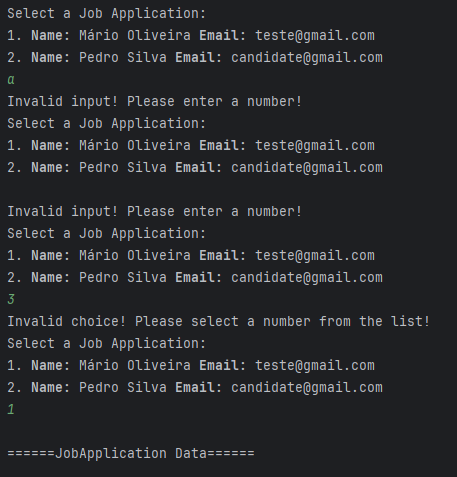 Select a Job Application:
1. Name: Mário Oliveira Email: teste@gmail.com
2. Name: Pedro Silva Email: candidate@gmail.com
a
Invalid input! Please enter a number!
Select a Job Application:
1. Name: Mário Oliveira Email: teste@gmail.com
2. Name: Pedro Silva Email: candidate@gmail.com

Invalid input! Please enter a number!
Select a Job Application:
1. Name: Mário Oliveira Email: teste@gmail.com
2. Name: Pedro Silva Email: candidate@gmail.com
3
Invalid choice! Please select a number from the list!
Select a Job Application:
1. Name: Mário Oliveira Email: teste@gmail.com
2. Name: Pedro Silva Email: candidate@gmail.com
1

======JobApplication Data======